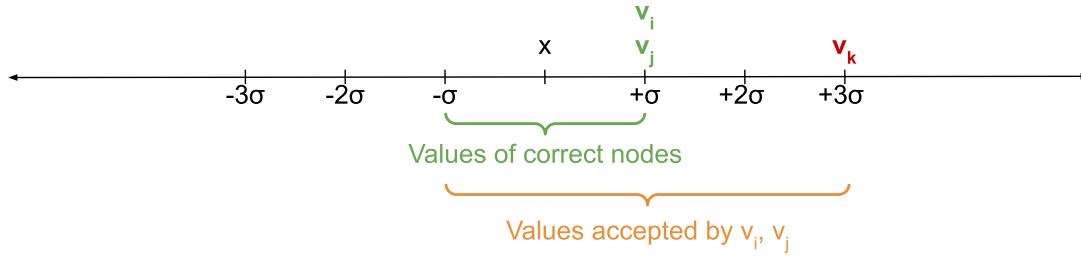 vᵢ
x vⱼ vₖ
-3σ -2σ -σ +σ +2σ +3σ
Values of correct nodes
Values accepted by vᵢ, vⱼ